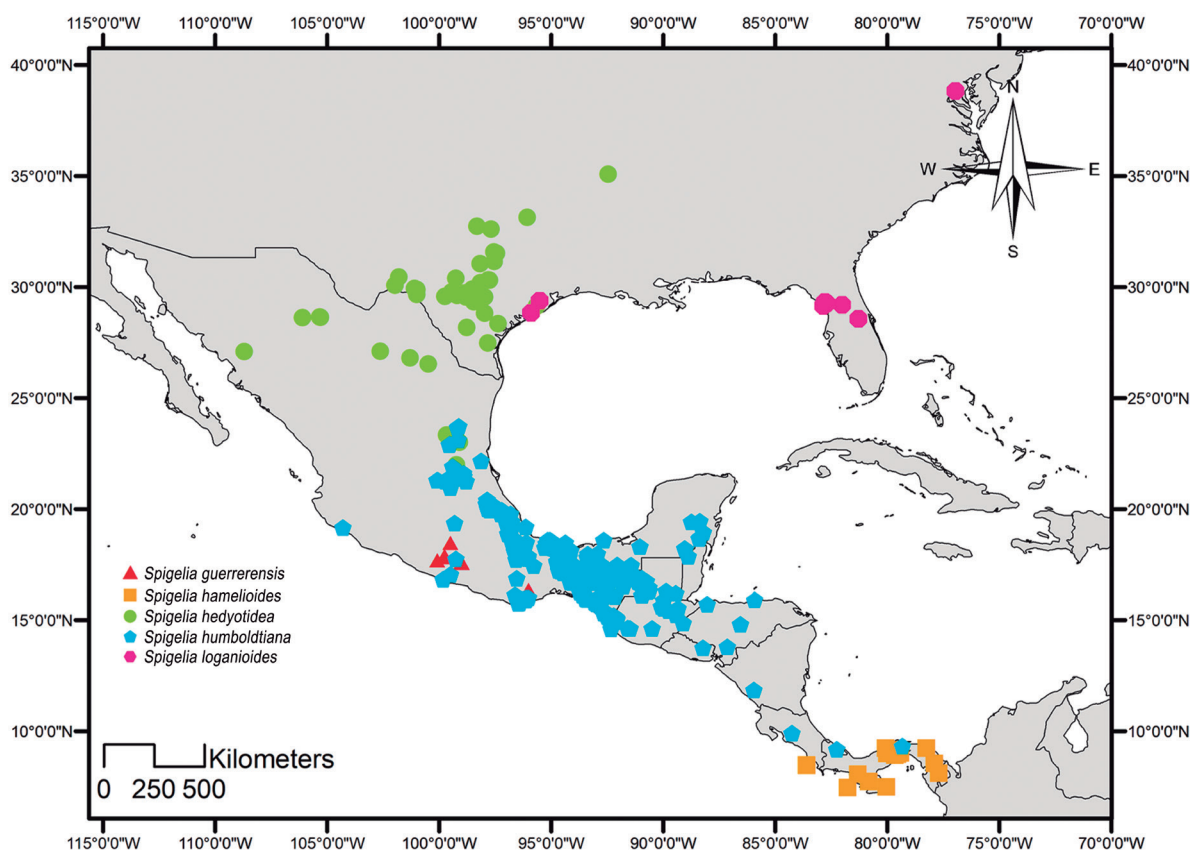 115°0'0"W 110°0'0"W 105°0'0"W 100°0'0"W 95°0'0"W 90°0'0"W 85°0'0"W 80°0'0"W 75°0'0"W 70°0'0"W
40°0'0"N 40°0'0"N
N
W E
35°0'0"N 35°0'0"N
S
30°0'0"N 30°0'0"N
25°0'0"N 25°0'0"N
20°0'0"N 20°0'0"N
Spigelia guerrerensis
Spigelia hamelioides
Spigelia hedyotidea
15°0'0"N 15°0'0"N
Spigelia humboldtiana
Spigelia loganioides
10°0'0"N 10°0'0"N
Kilometers
0 250 500
115°0'0"W 110°0'0"W 105°0'0"W 100°0'0"W 95°0'0"W 90°0'0"W 85°0'0"W 80°0'0"W 75°0'0"W 70°0'0"W